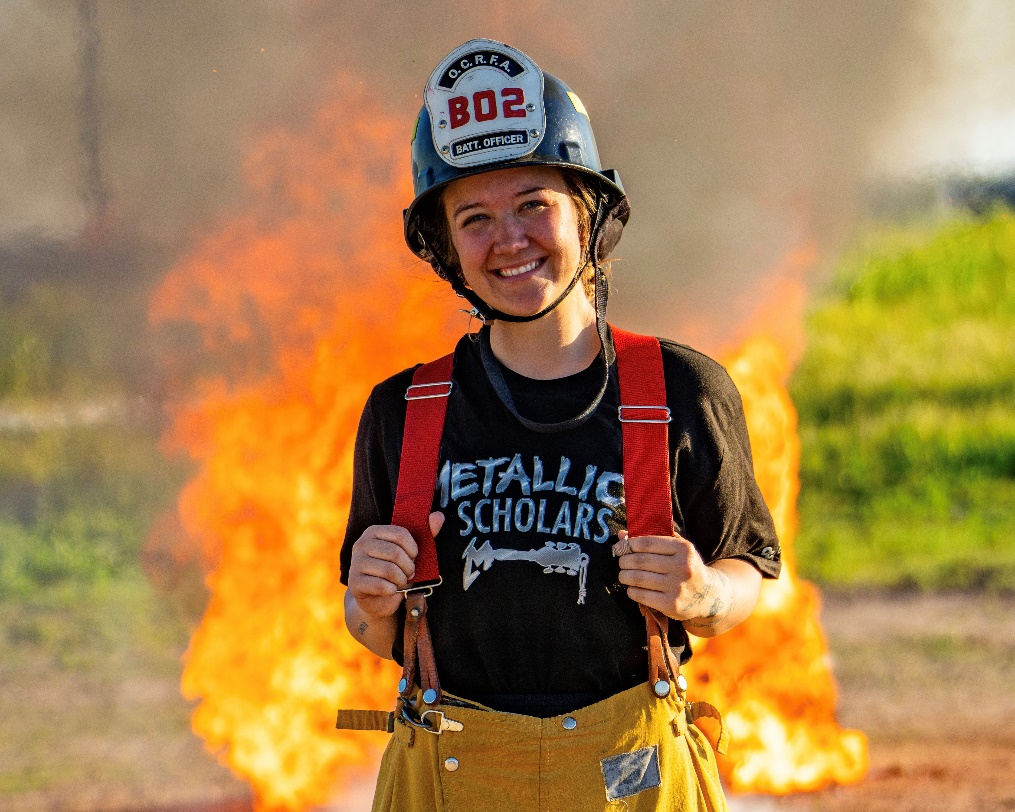 O.C.R.F.A.
B02
BATT. OFFICER
METALLIC
SCHOLARS